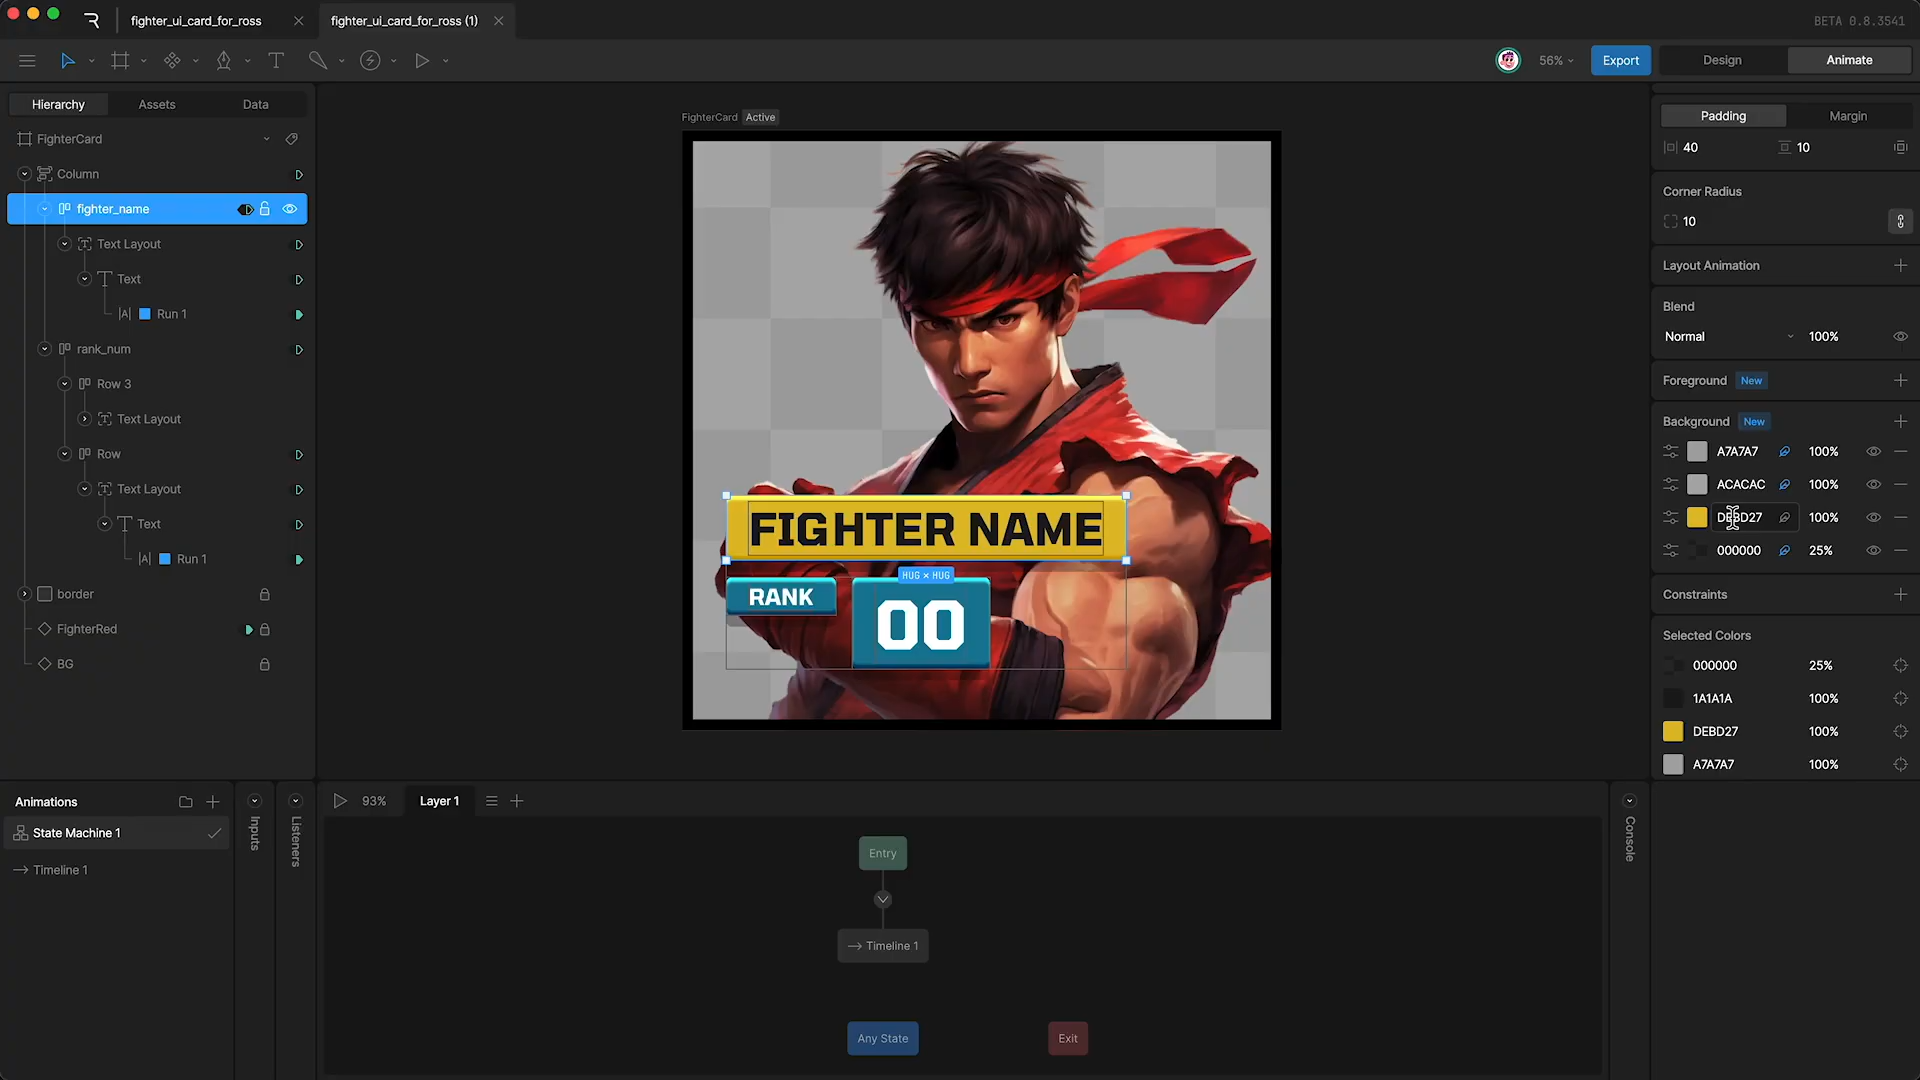 fighter_ui_card_for_ross
fighter_ui_card_for_ross (1)
BETA 0.8.3541
56%
Export
Design
Animate
Hierarchy
Assets
Data
FighterCard
Column
fighter_name
Text Layout
Text
Run 1
rank_num
Row 3
Text Layout
Row
Text Layout
Text
Run 1
border
FighterRed
BG
FighterCard Active
FIGHTER NAME
HUG × HUG
RANK
00
Padding
Margin
40
10
Corner Radius
10
Layout Animation
Blend
Normal
100%
Foreground New
Background New
A7A7A7 100%
ACACAC 100%
DEBD27 100%
000000 25%
Constraints
Selected Colors
000000 25%
1A1A1A 100%
DEBD27 100%
A7A7A7 100%
Animations
State Machine 1
Timeline 1
Inputs
Listeners
93%
Layer 1
Entry
Timeline 1
Any State
Exit
Console